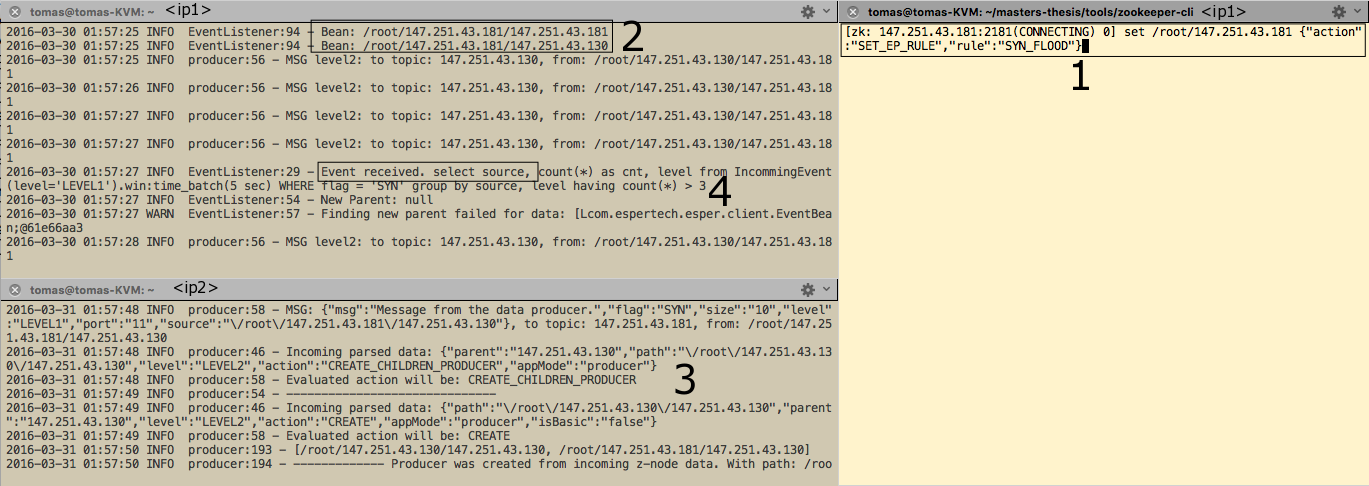 tomas@tomas-KVM: ~ <ip1>
2016-03-30 01:57:25 INFO  EventListener:94 - Bean: /root/147.251.43.181/147.251.43.181
2016-03-30 01:57:25 INFO  EventListener:94 - Bean: /root/147.251.43.181/147.251.43.130
2
2016-03-30 01:57:25 INFO  producer:56 - MSG level2: to topic: 147.251.43.130, from: /root/147.251.43.130/147.251.43.18
1
2016-03-30 01:57:26 INFO  producer:56 - MSG level2: to topic: 147.251.43.130, from: /root/147.251.43.130/147.251.43.18
1
2016-03-30 01:57:27 INFO  producer:56 - MSG level2: to topic: 147.251.43.130, from: /root/147.251.43.130/147.251.43.18
1
2016-03-30 01:57:27 INFO  producer:56 - MSG level2: to topic: 147.251.43.130, from: /root/147.251.43.130/147.251.43.18
1
2016-03-30 01:57:27 INFO  EventListener:29 - Event received. select source, count(*) as cnt, level from IncommingEvent
(level='LEVEL1').win:time_batch(5 sec) WHERE flag = 'SYN' group by source, level having count(*) > 3
4
2016-03-30 01:57:27 INFO  EventListener:54 - New Parent: null
2016-03-30 01:57:27 WARN  EventListener:57 - Finding new parent failed for data: [Lcom.espertech.esper.client.EventBea
n;@61e66aa3
2016-03-30 01:57:28 INFO  producer:56 - MSG level2: to topic: 147.251.43.130, from: /root/147.251.43.130/147.251.43.18
1
tomas@tomas-KVM: ~ <ip2>
2016-03-31 01:57:48 INFO  producer:58 - MSG: {"msg":"Message from the data producer.","flag":"SYN","size":"10","level"
:"LEVEL1","port":"11","source":"\/root\/147.251.43.181\/147.251.43.130"}, to topic: 147.251.43.181, from: /root/147.25
1.43.181/147.251.43.130
2016-03-31 01:57:48 INFO  producer:46 - Incoming parsed data: {"parent":"147.251.43.130","path":"\/root\/147.251.43.13
0\/147.251.43.130","level":"LEVEL2","action":"CREATE_CHILDREN_PRODUCER","appMode":"producer"}
3
2016-03-31 01:57:48 INFO  producer:58 - Evaluated action will be: CREATE_CHILDREN_PRODUCER
2016-03-31 01:57:49 INFO  producer:54 - ------------------------------
2016-03-31 01:57:49 INFO  producer:46 - Incoming parsed data: {"path":"\/root\/147.251.43.130\/147.251.43.130","parent
":"147.251.43.130","level":"LEVEL2","action":"CREATE","appMode":"producer","isBasic":"false"}
2016-03-31 01:57:49 INFO  producer:58 - Evaluated action will be: CREATE
2016-03-31 01:57:50 INFO  producer:193 - [/root/147.251.43.130/147.251.43.130, /root/147.251.43.181/147.251.43.130]
2016-03-31 01:57:50 INFO  producer:194 - ------------- Producer was created from incoming z-node data. With path: /roo
tomas@tomas-KVM: ~/masters-thesis/tools/zookeeper-cli <ip1>
[zk: 147.251.43.181:2181(CONNECTING) 0] set /root/147.251.43.181 {"action"
:"SET_EP_RULE","rule":"SYN_FLOOD"}
1